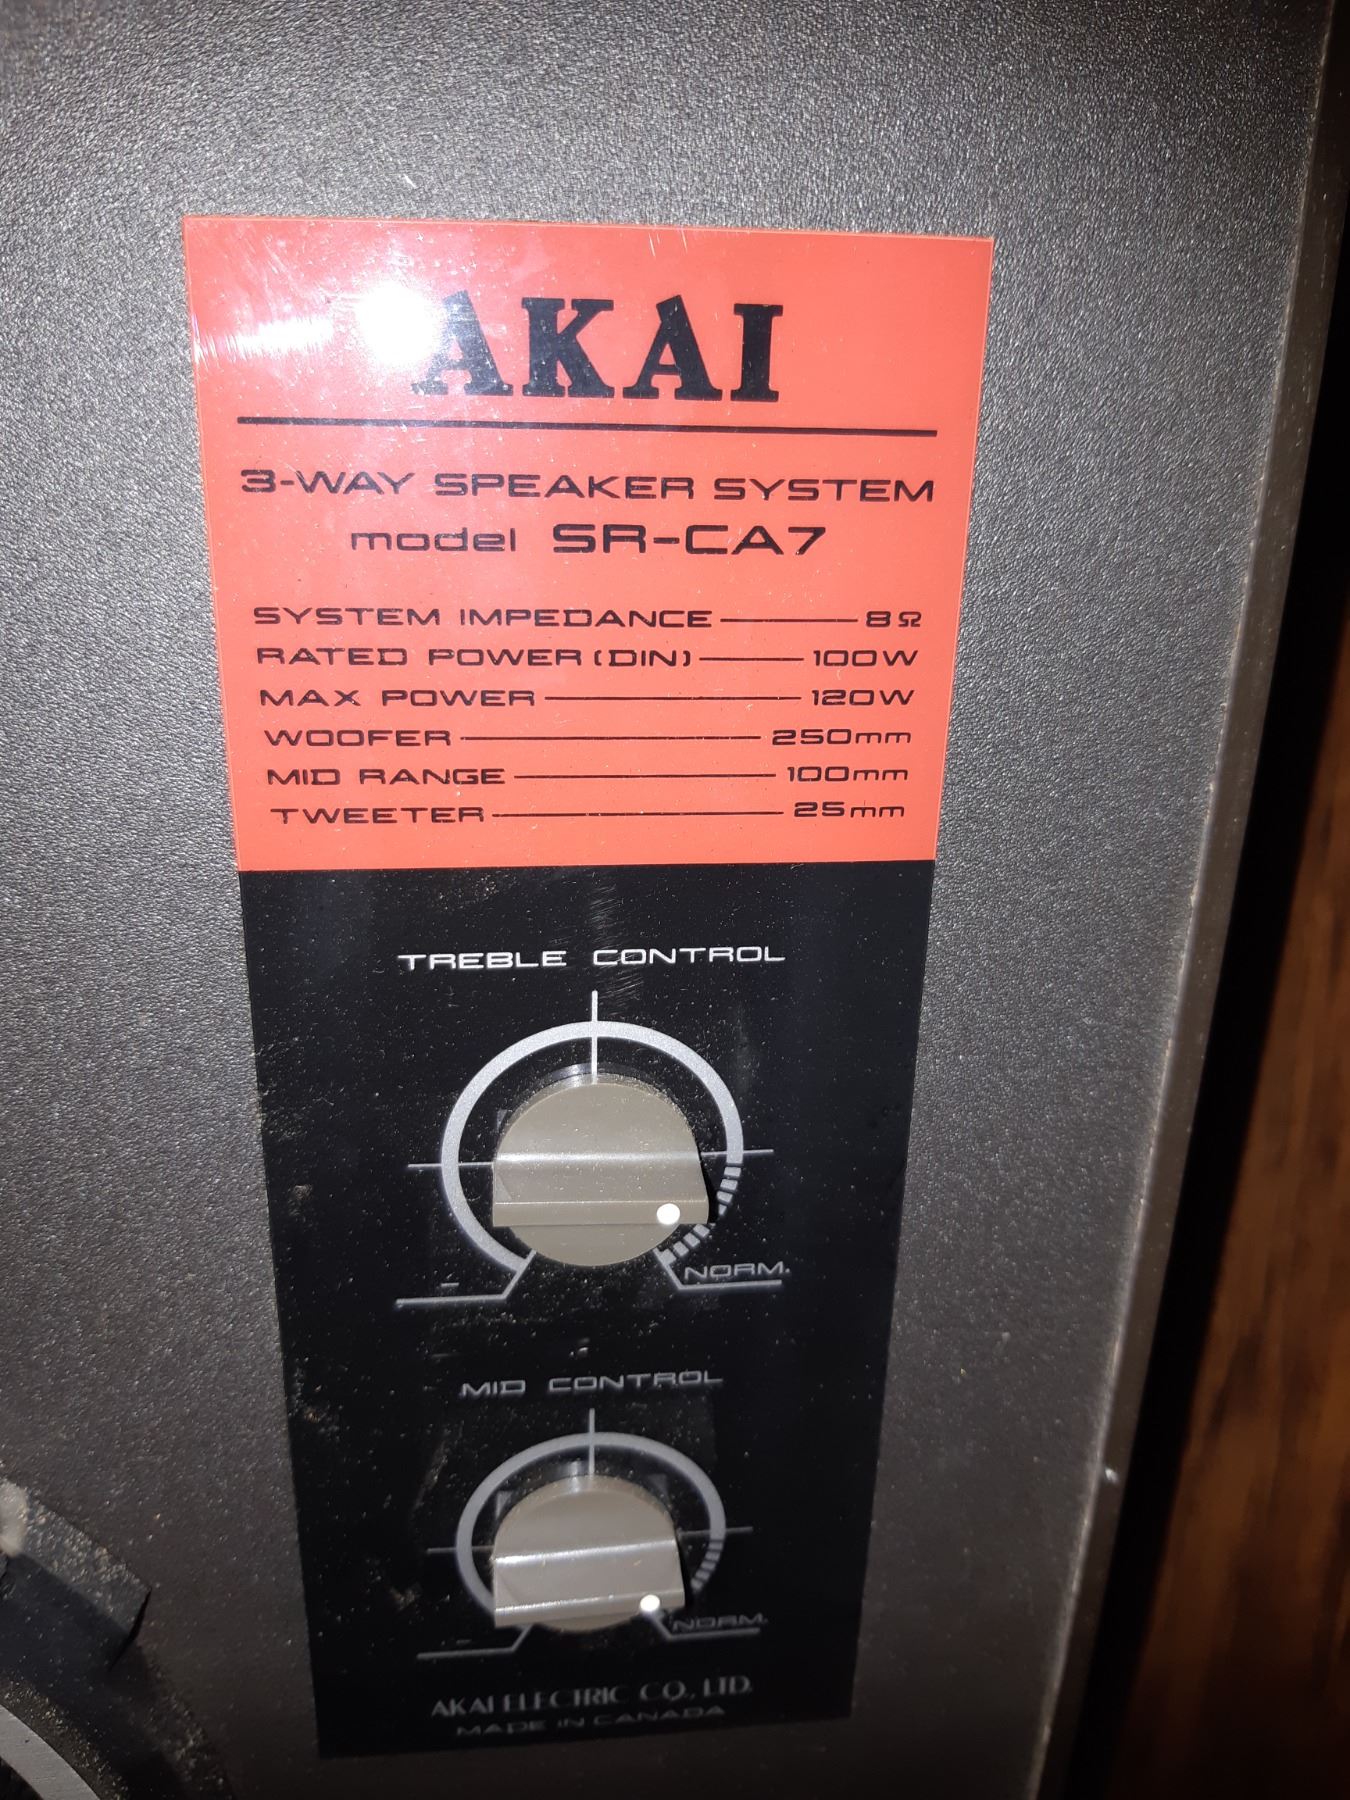 AKAI
3-WAY SPEAKER SYSTEM
model SR-CA7
SYSTEM IMPEDANCE 8Ω
RATED POWER (DIN) 100W
MAX POWER 120W
WOOFER 250mm
MID RANGE 100mm
TWEETER 25mm
TREBLE CONTROL
- NORM.
MID CONTROL
- NORM.
AKAI ELECTRIC CO., LTD.
MADE IN CANADA